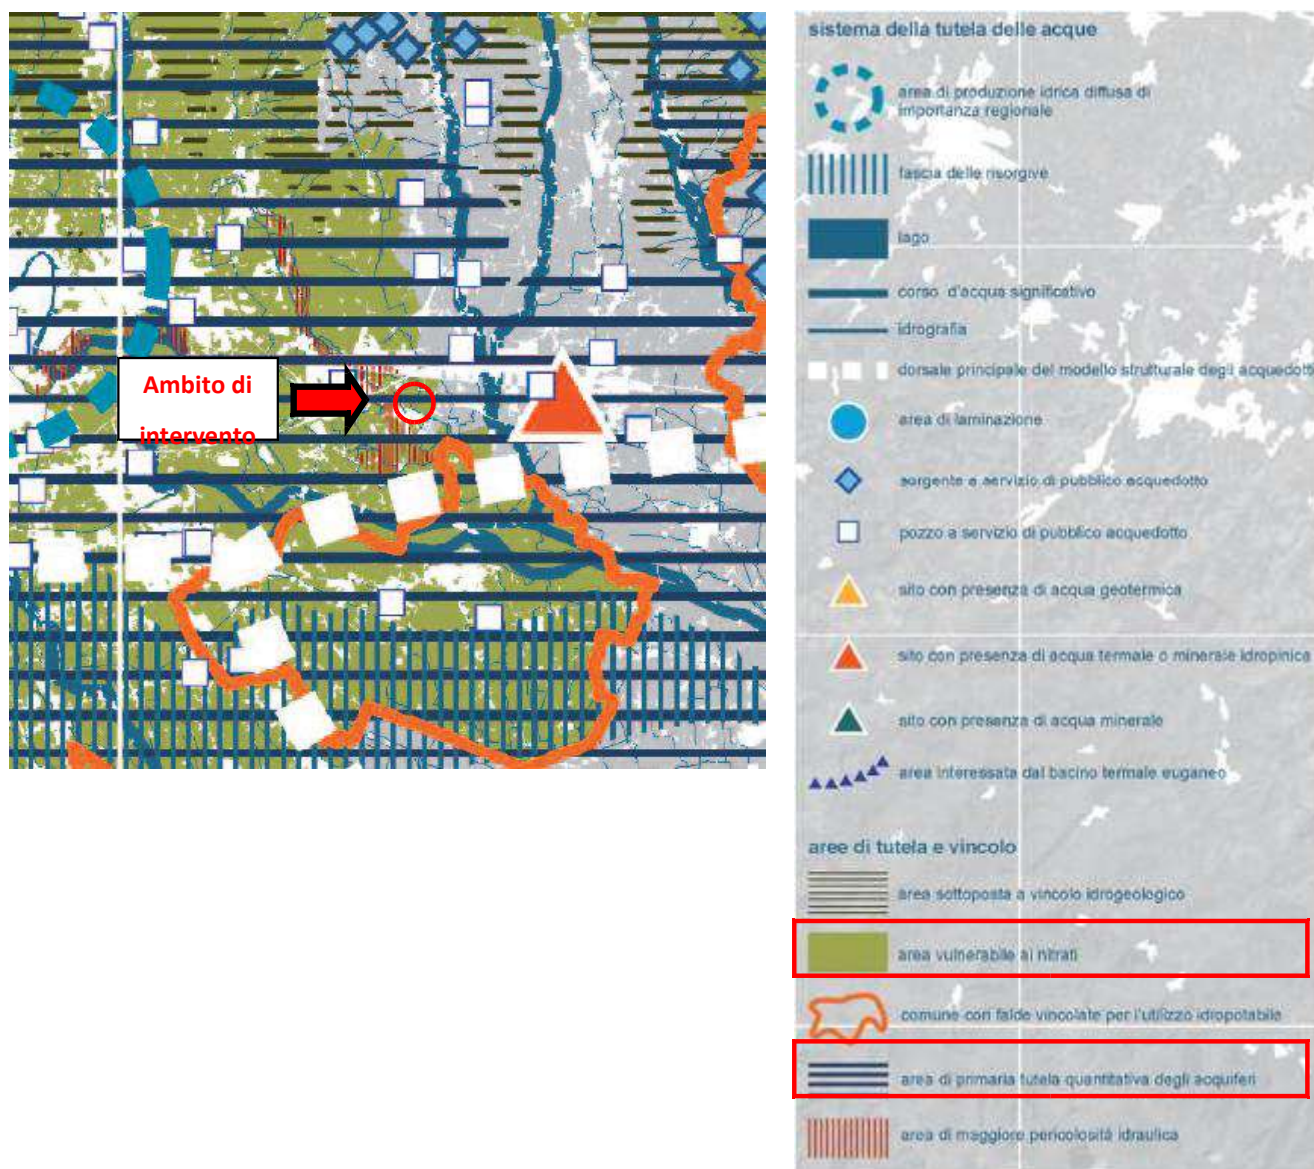 Ambito di
intervento
sistema della tutela delle acque
area di produzione idrica diffusa di
importanza regionale
fascia delle risorgive
lago
corso d'acqua significativo
idrografia
dorsale principale del modello strutturale degli acquedotti
area di laminazione
sorgente a servizio di pubblico acquedotto
pozzo a servizio di pubblico acquedotto
sito con presenza di acqua geotermica
sito con presenza di acqua termale o minerale idropinica
sito con presenza di acqua minerale
area interessata dal bacino termale euganeo
aree di tutela e vincolo
area sottoposta a vincolo idrogeologico
area vulnerabile ai nitrati
comune con falde vincolate per l'utilizzo idropotabile
area di primaria tutela quantitativa degli acquiferi
area di maggiore pericolosità idraulica